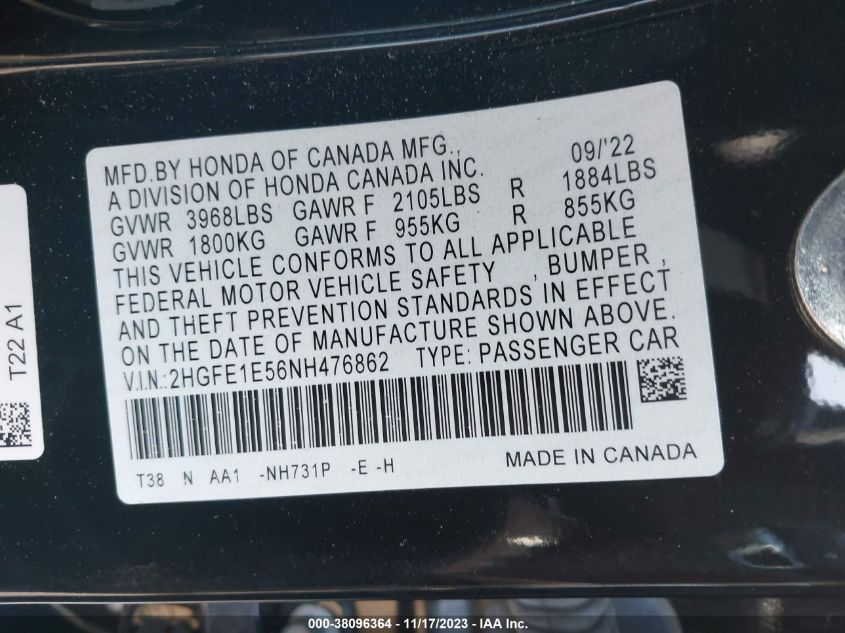 MFD.BY HONDA OF CANADA MFG., 09/'22
A DIVISION OF HONDA CANADA INC.
GVWR 3968LBS GAWR F 2105LBS R 1884LBS
GVWR 1800KG GAWR F 955KG R 855KG
THIS VEHICLE CONFORMS TO ALL APPLICABLE
FEDERAL MOTOR VEHICLE SAFETY , BUMPER ,
AND THEFT PREVENTION STANDARDS IN EFFECT
ON THE DATE OF MANUFACTURE SHOWN ABOVE.
V.I.N.:2HGFE1E56NH476862 TYPE: PASSENGER CAR
T38 N AA1 -NH731P -E -H MADE IN CANADA
T22 A1
000-38096364 - 11/17/2023 - IAA Inc.